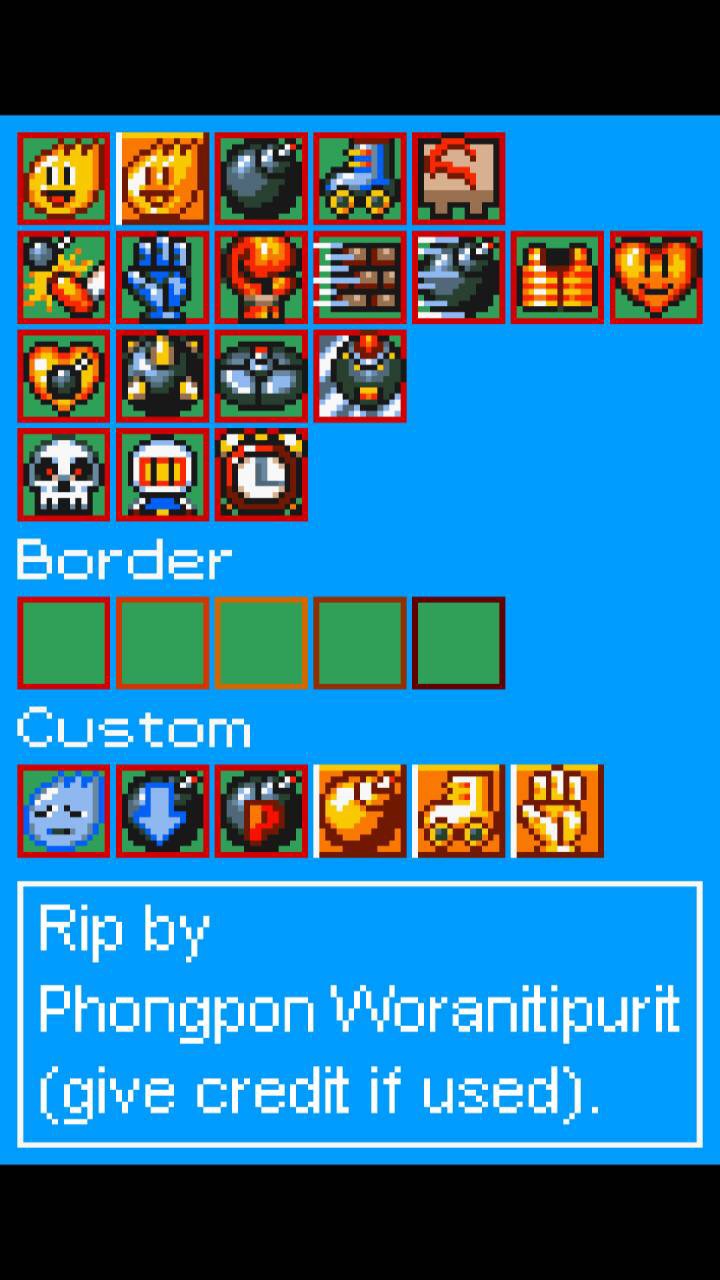 Border
Custom
P
Rip by
Phongpon Woranitipurit
(give credit if used).